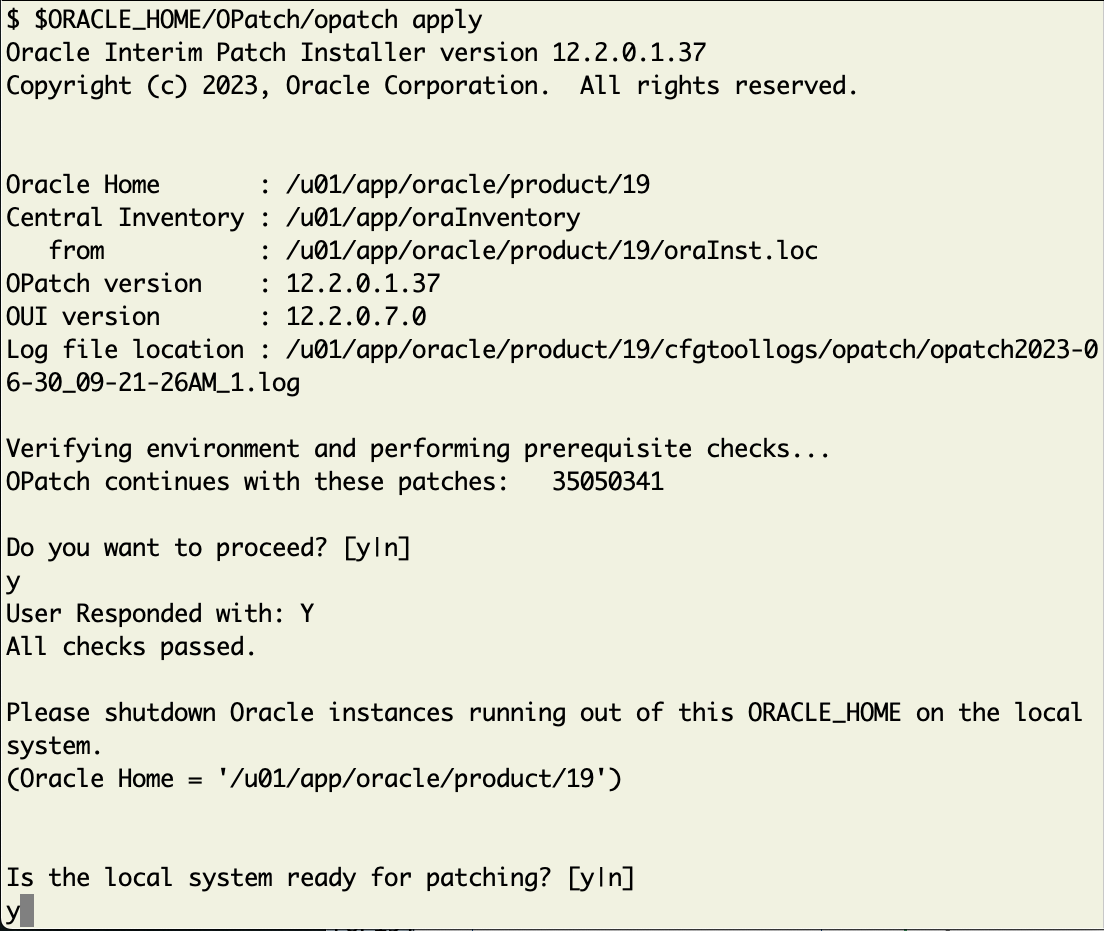 $ $ORACLE_HOME/OPatch/opatch apply
Oracle Interim Patch Installer version 12.2.0.1.37
Copyright (c) 2023, Oracle Corporation.  All rights reserved.
Oracle Home       : /u01/app/oracle/product/19
Central Inventory : /u01/app/oraInventory
   from           : /u01/app/oracle/product/19/oraInst.loc
OPatch version    : 12.2.0.1.37
OUI version       : 12.2.0.7.0
Log file location : /u01/app/oracle/product/19/cfgtoollogs/opatch/opatch2023-0
6-30_09-21-26AM_1.log
Verifying environment and performing prerequisite checks...
OPatch continues with these patches:   35050341
Do you want to proceed? [y|n]
y
User Responded with: Y
All checks passed.
Please shutdown Oracle instances running out of this ORACLE_HOME on the local
system.
(Oracle Home = '/u01/app/oracle/product/19')
Is the local system ready for patching? [y|n]
y